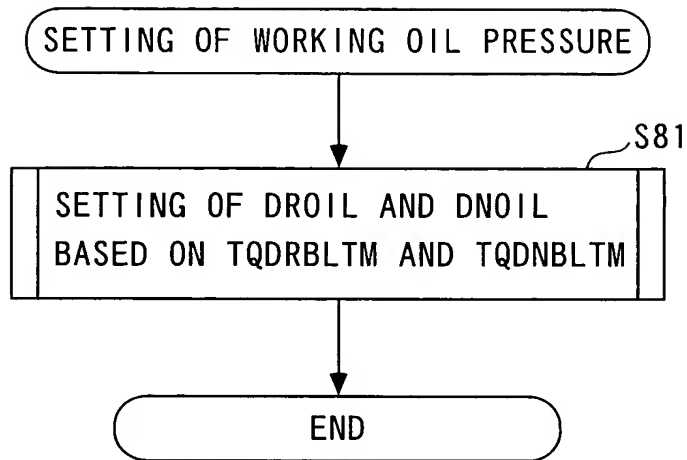 SETTING OF WORKING OIL PRESSURE
S81
SETTING OF DROIL AND DNOIL
BASED ON TQDRBLTM AND TQDNBLTM
END